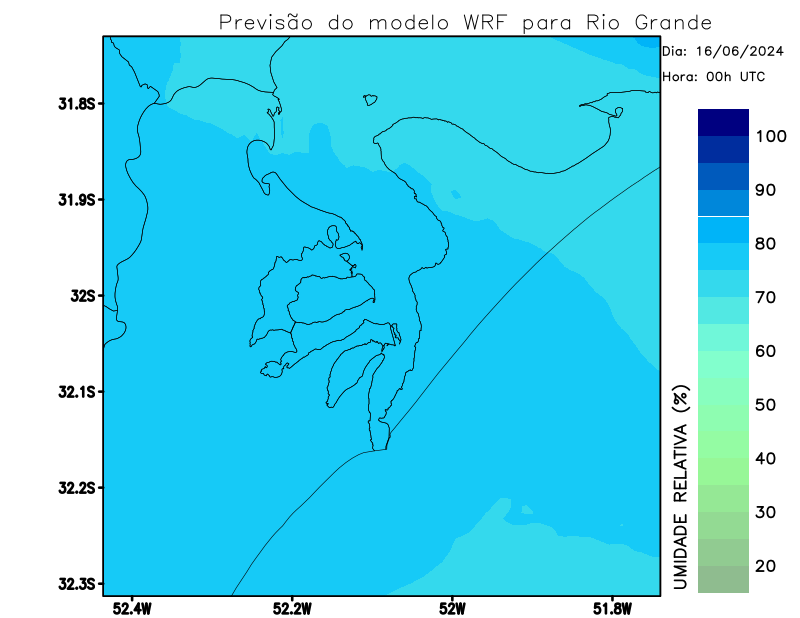 Previsão do modelo WRF para Rio Grande
Dia: 16/06/2024
Hora: 00h UTC
31.8S
31.9S
32S
32.1S
32.2S
32.3S
52.4W
52.2W
52W
51.8W
UMIDADE RELATIVA (%)
100
90
80
70
60
50
40
30
20